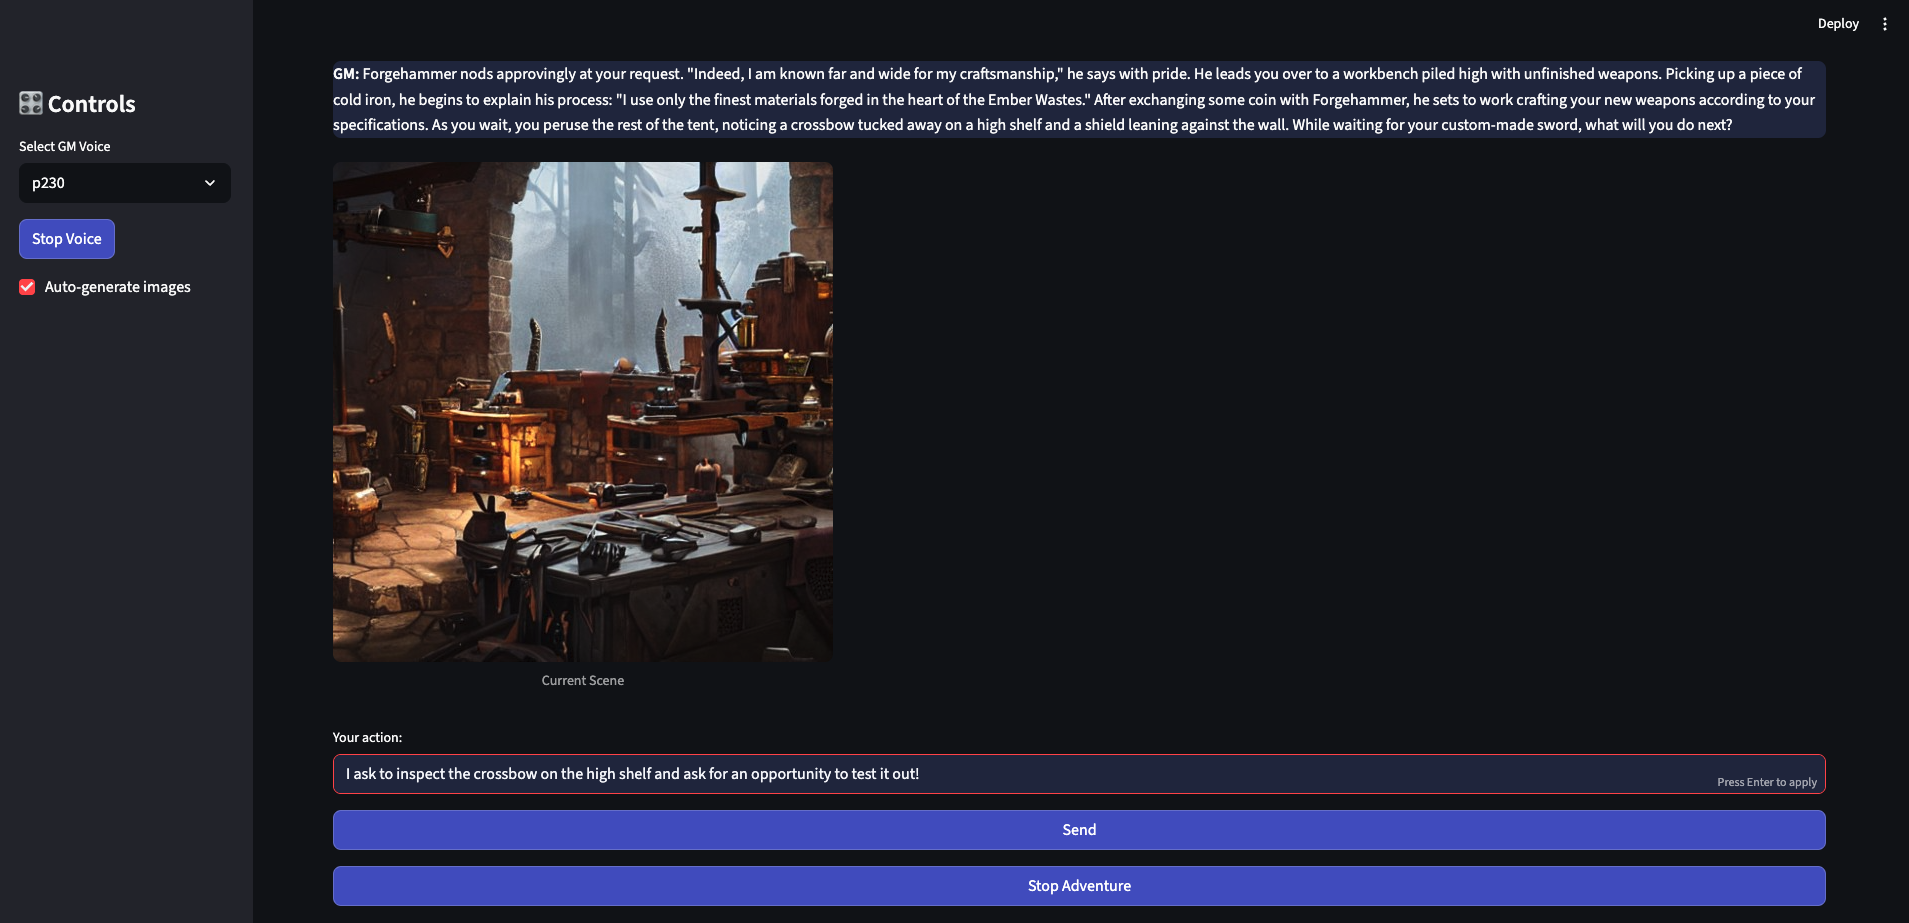 Deploy
Controls
Select GM Voice
p230
Stop Voice
Auto-generate images
GM: Forgehammer nods approvingly at your request. "Indeed, I am known far and wide for my craftsmanship," he says with pride. He leads you over to a workbench piled high with unfinished weapons. Picking up a piece of
cold iron, he begins to explain his process: "I use only the finest materials forged in the heart of the Ember Wastes." After exchanging some coin with Forgehammer, he sets to work crafting your new weapons according to your
specifications. As you wait, you peruse the rest of the tent, noticing a crossbow tucked away on a high shelf and a shield leaning against the wall. While waiting for your custom-made sword, what will you do next?
Current Scene
Your action:
I ask to inspect the crossbow on the high shelf and ask for an opportunity to test it out!
Press Enter to apply
Send
Stop Adventure